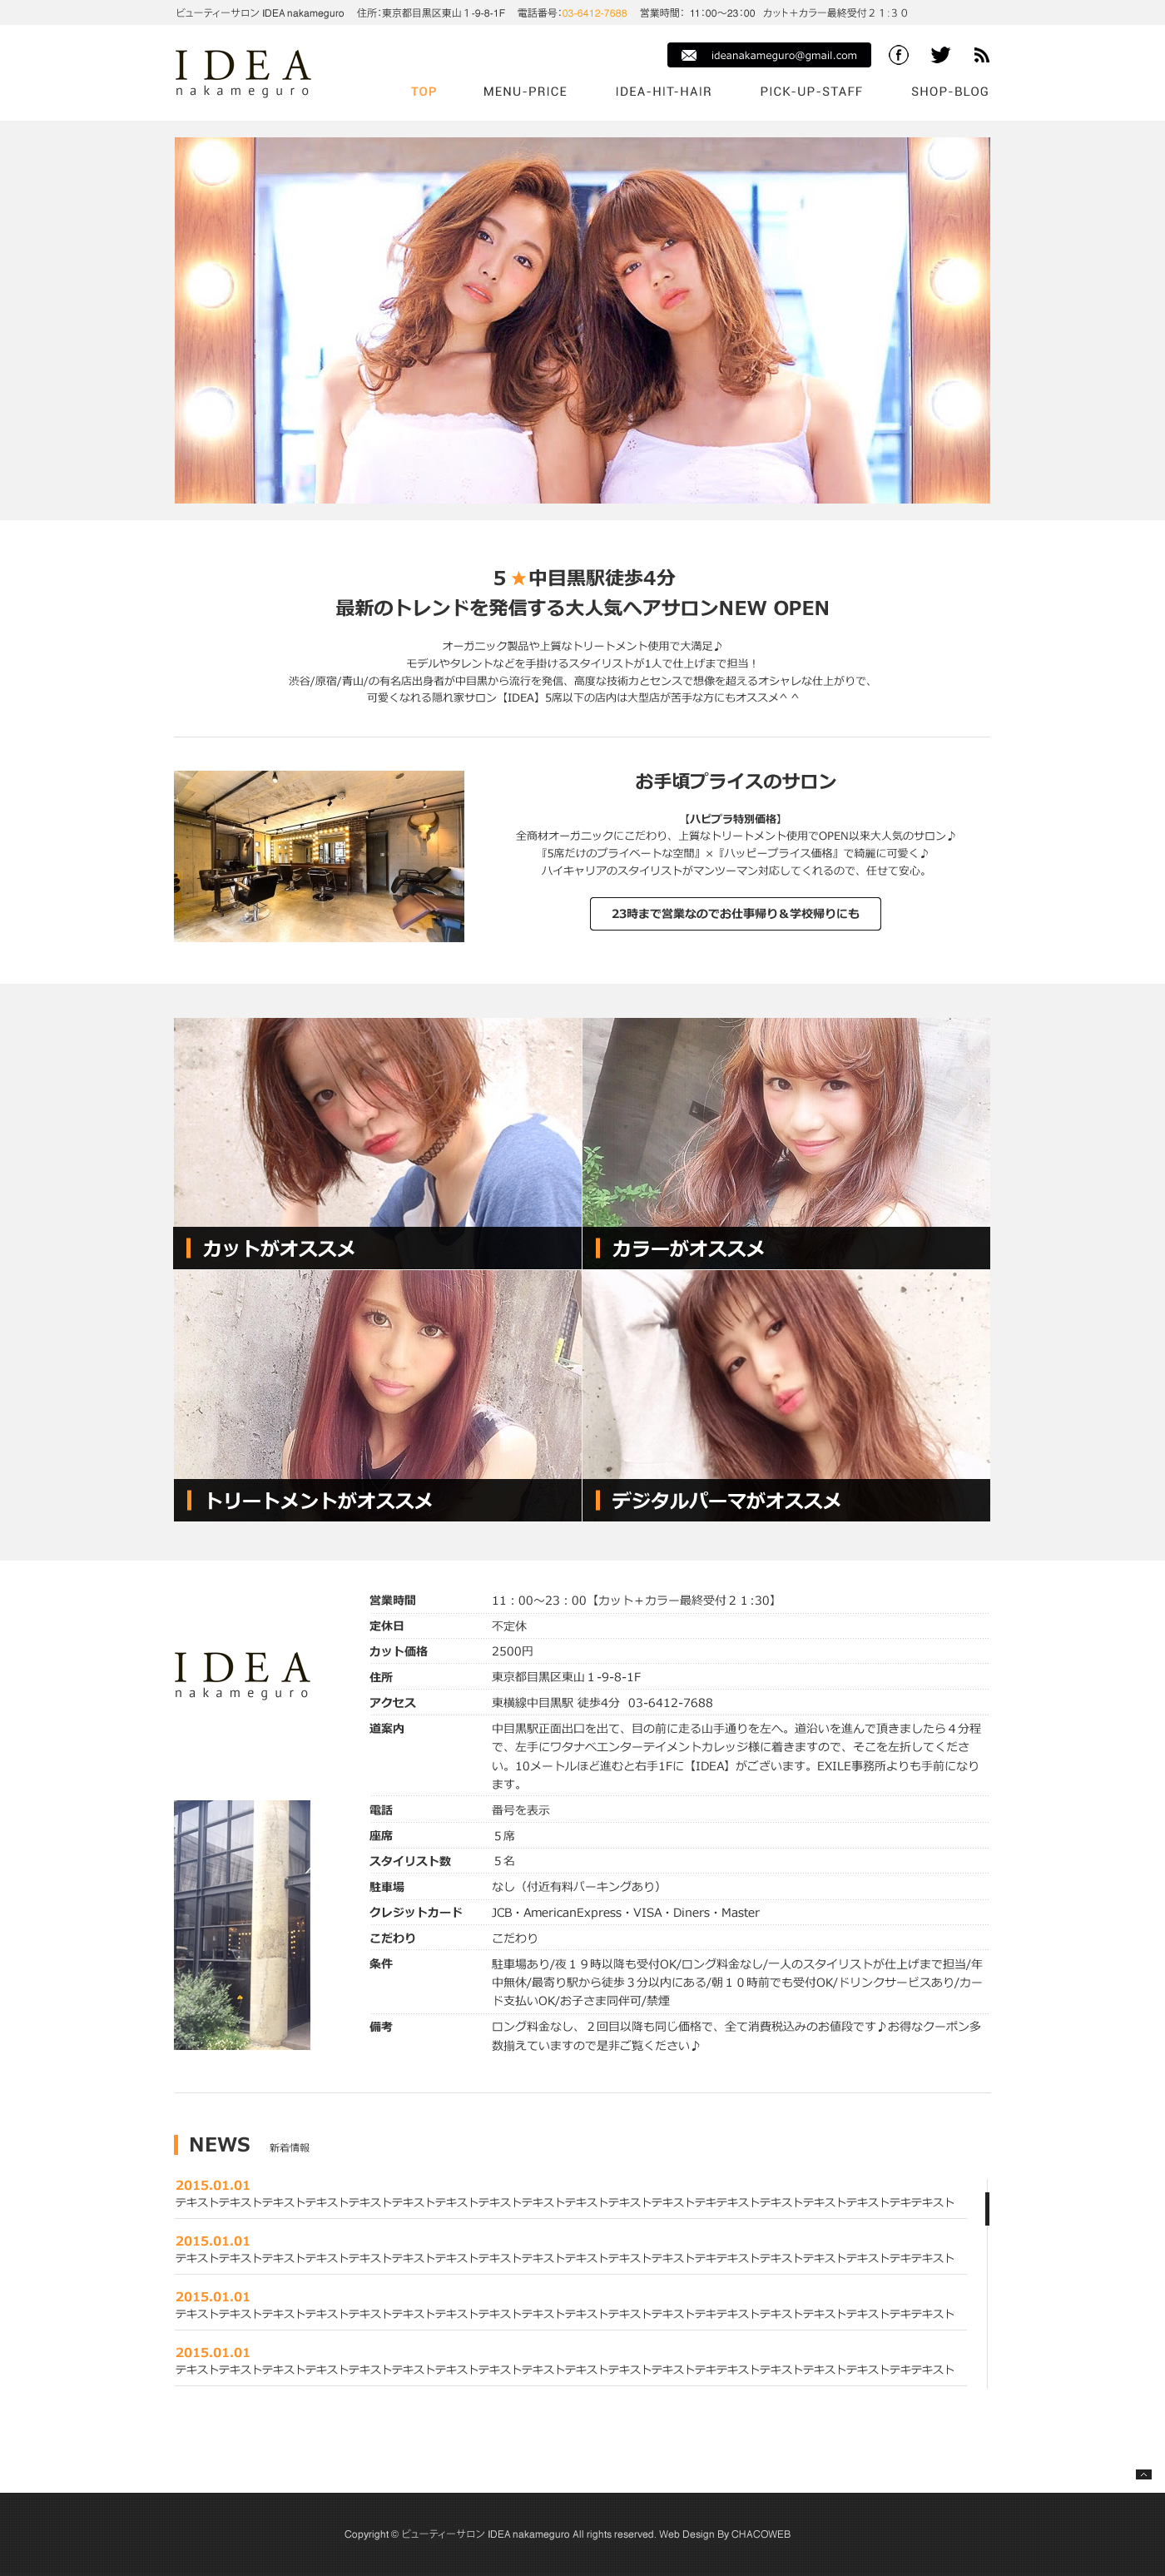 ビューティーサロン IDEA nakameguro　住所：東京都目黒区東山１-9-8-1F　電話番号：03-6412-7688　営業時間： 11：00～23：00　カット＋カラー最終受付２１：３０
IDEA
nakameguro
ideanakameguro@gmail.com
TOP　MENU-PRICE　IDEA-HIT-HAIR　PICK-UP-STAFF　SHOP-BLOG
５★中目黒駅徒歩4分
最新のトレンドを発信する大人気ヘアサロンNEW OPEN
オーガニック製品や上質なトリートメント使用で大満足♪
モデルやタレントなどを手掛けるスタイリストが1人で仕上げまで担当！
渋谷/原宿/青山/の有名店出身者が中目黒から流行を発信、高度な技術力とセンスで想像を超えるオシャレな仕上がりで、
可愛くなれる隠れ家サロン【IDEA】5席以下の店内は大型店が苦手な方にもオススメ^ ^
お手頃プライスのサロン
【ハピプラ特別価格】
全商材オーガニックにこだわり、上質なトリートメント使用でOPEN以来大人気のサロン♪
『5席だけのプライベートな空間』×『ハッピープライス価格』で綺麗に可愛く♪
ハイキャリアのスタイリストがマンツーマン対応してくれるので、任せて安心。
23時まで営業なのでお仕事帰り＆学校帰りにも
カットがオススメ
カラーがオススメ
トリートメントがオススメ
デジタルパーマがオススメ
IDEA
nakameguro
営業時間　11：00～23：00【カット＋カラー最終受付２１:30】
定休日　不定休
カット価格　2500円
住所　東京都目黒区東山１-9-8-1F
アクセス　東横線中目黒駅 徒歩4分　03-6412-7688
道案内　中目黒駅正面出口を出て、目の前に走る山手通りを左へ。道沿いを進んで頂きましたら４分程
で、左手にワタナベエンターテイメントカレッジ様に着きますので、そこを左折してくださ
い。10メートルほど進むと右手1Fに【IDEA】がございます。EXILE事務所よりも手前になり
ます。
電話　番号を表示
座席　５席
スタイリスト数　５名
駐車場　なし（付近有料パーキングあり）
クレジットカード　JCB・AmericanExpress・VISA・Diners・Master
こだわり　こだわり
条件　駐車場あり/夜１９時以降も受付OK/ロング料金なし/一人のスタイリストが仕上げまで担当/年
中無休/最寄り駅から徒歩３分以内にある/朝１０時前でも受付OK/ドリンクサービスあり/カー
ド支払いOK/お子さま同伴可/禁煙
備考　ロング料金なし、２回目以降も同じ価格で、全て消費税込みのお値段です♪お得なクーポン多
数揃えていますので是非ご覧ください♪
NEWS　新着情報
2015.01.01
テキストテキストテキストテキストテキストテキストテキストテキストテキストテキストテキストテキストテキテキストテキストテキストテキストテキテキスト
2015.01.01
テキストテキストテキストテキストテキストテキストテキストテキストテキストテキストテキストテキストテキテキストテキストテキストテキストテキテキスト
2015.01.01
テキストテキストテキストテキストテキストテキストテキストテキストテキストテキストテキストテキストテキテキストテキストテキストテキストテキテキスト
2015.01.01
テキストテキストテキストテキストテキストテキストテキストテキストテキストテキストテキストテキストテキテキストテキストテキストテキストテキテキスト
Copyright © ビューティーサロン IDEA nakameguro All rights reserved. Web Design By CHACOWEB